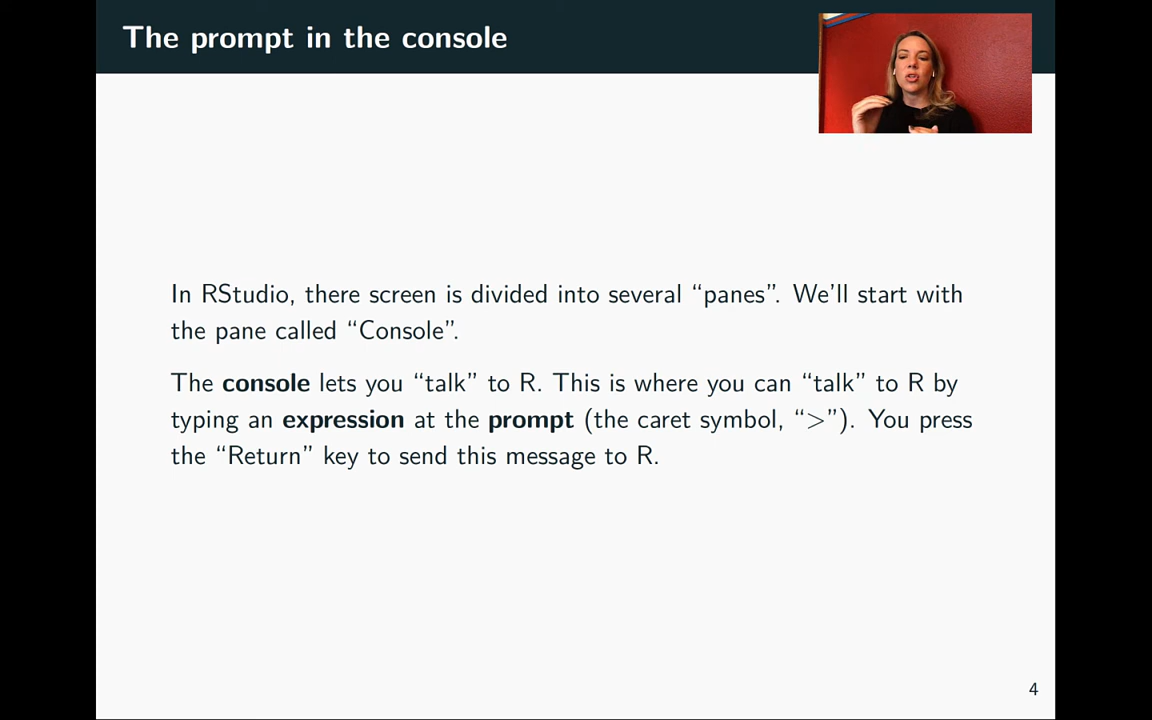 The prompt in the console
In RStudio, there screen is divided into several “panes”. We’ll start with
the pane called “Console”.
The console lets you “talk” to R. This is where you can “talk” to R by
typing an expression at the prompt (the caret symbol, “>”). You press
the “Return” key to send this message to R.
4